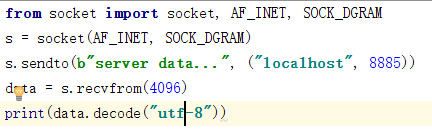 from socket import socket, AF_INET, SOCK_DGRAM
s = socket(AF_INET, SOCK_DGRAM)
s.sendto(b"server data...", ("localhost", 8885))
data = s.recvfrom(4096)
print(data.decode("utf-8"))